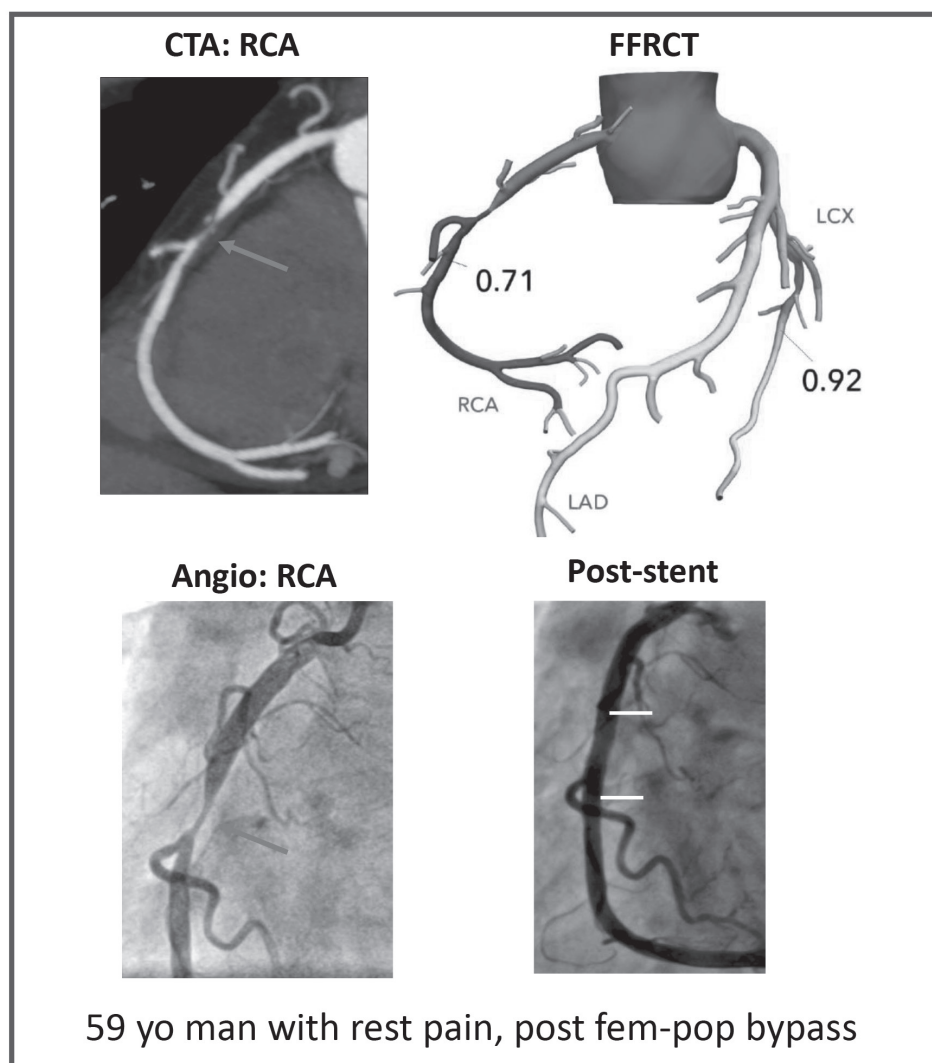 CTA: RCA
FFRCT
LCX
0.71
0.92
RCA
LAD
Angio: RCA
Post-stent
59 yo man with rest pain, post fem-pop bypass